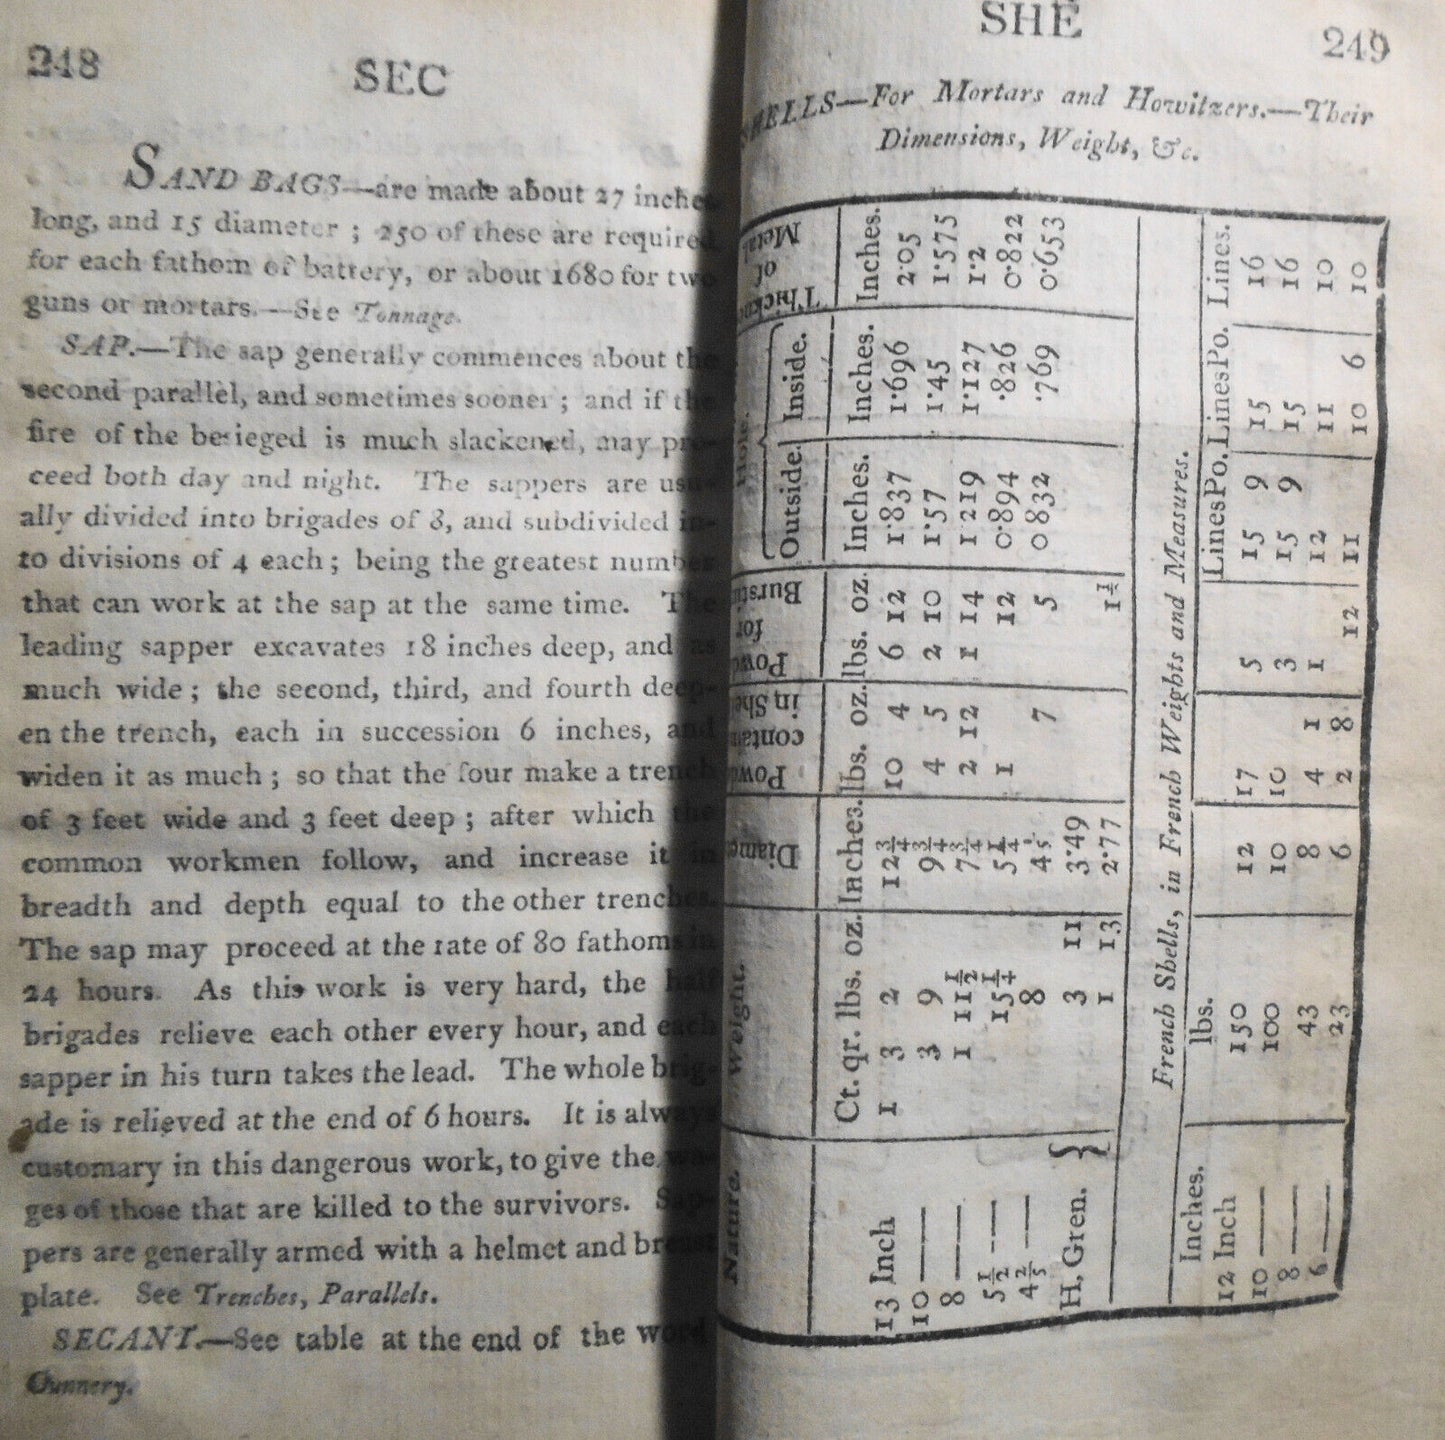 248
SEC
SAND BAGS—are made about 27 inches
long, and 15 diameter ; 250 of these are required
for each fathom of battery, or about 1680 for two
guns or mortars.—See Tonnage.
SAP.—The sap generally commences about the
second parallel, and sometimes sooner ; and if the
fire of the besieged is much slackened, may pro-
ceed both day and night. The sappers are usu-
ally divided into brigades of 8, and subdivided in-
to divisions of 4 each ; being the greatest number
that can work at the sap at the same time. The
leading sapper excavates 18 inches deep, and as
much wide ; the second, third, and fourth deep-
en the trench, each in succession 6 inches, and
widen it as much ; so that the four make a trench
of 3 feet wide and 3 feet deep ; after which the
common workmen follow, and increase it in
breadth and depth equal to the other trenches.
The sap may proceed at the rate of 80 fathoms in
24 hours. As this work is very hard, the half
brigades relieve each other every hour, and each
sapper in his turn takes the lead. The whole brig-
ade is relieved at the end of 6 hours. It is always
customary in this dangerous work, to give the wa-
ges of those that are killed to the survivors. Sap-
pers are generally armed with a helmet and breast
plate. See Trenches, Parallels.
SECANT.—See table at the end of the word
Gunnery.
SHE
249
SHELLS—For Mortars and Howitzers.—Their
Dimensions, Weight, &c.
Nature. Weight. Hole. of Metal
in for
Outside. Inside.
Ct. qr. lbs. oz. Inches. lbs. oz. lbs. oz. Inches. Inches. Inches.
13 Inch 1 3 2 12¾ 10 4 6 12 1·837 1·696 2·05
10 — 3 9 9¾ 4 5 2 10 1·57 1·45 1·575
8 — 1 11½ 7¾ 2 12 1 14 1 219 1·127 1·2
5½ — 15¼ 5¼ 1 12 0·894 ·826 0·822
4⅖ — 8 7 5 0 832 ·769 0·653
H. Gren. } 3 11 3·49
1 13 2·77 1½
French Shells, in French Weights and Measures.
Inches. lbs. Lines Po. Lines Po. Lines.
12 Inch 150 12 17 5 15 9 15 16
10 — 100 10 10 3 15 9 15 16
8 — 43 8 4 1 1 12 11 10
6 — 23 6 2 8 12 11 10 6 10